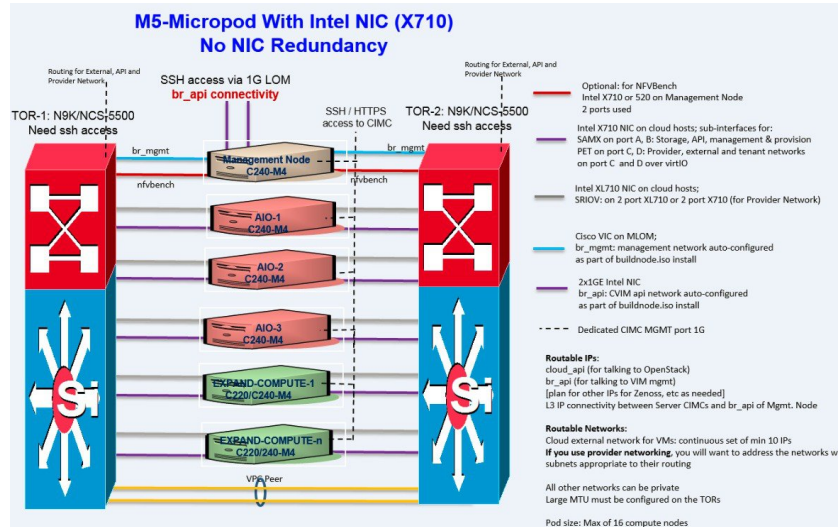 M5-Micropod With Intel NIC (X710)
No NIC Redundancy
Routing for External, API
and Provider Network
SSH access via 1G LOM
br_api connectivity
Routing for External, API
and Provider Network
TOR-1: N9K/NCS-5500
Need ssh access
SSH / HTTPS
access to CIMC
TOR-2: N9K/NCS-5500
Need ssh access
br_mgmt
br_mgmt
Management Node
C240-M4
nfvbench
nfvbench
AIO-1
C240-M4
AIO-2
C240-M4
AIO-3
C240-M4
EXPAND-COMPUTE-1
C220/C240-M4
EXPAND-COMPUTE-n
C220/240-M4
VPC Peer
Si
Si
Optional: for NFVBench
Intel X710 or 520 on Management Node
2 ports used
Intel X710 NIC on cloud hosts; sub-interfaces for:
SAMX on port A, B: Storage, API, management & provision
PET on port C, D: Provider, external and tenant networks
on port C and D over virtIO
Intel XL710 NIC on cloud hosts;
SRIOV: on 2 port XL710 or 2 port X710 (for Provider Network)
Cisco VIC on MLOM;
br_mgmt: management network auto-configured
as part of buildnode.iso install
2x1GE Intel NIC
br_api: CVIM api network auto-configured
as part of buildnode.iso install
Dedicated CIMC MGMT port 1G
Routable IPs:
cloud_api (for talking to OpenStack)
br_api (for talking to VIM mgmt)
[plan for other IPs for Zenoss, etc as needed]
L3 IP connectivity between Server CIMCs and br_api of Mgmt. Node
Routable Networks:
Cloud external network for VMs: continuous set of min 10 IPs
If you use provider networking, you will want to address the networks w
subnets appropriate to their routing
All other networks can be private
Large MTU must be configured on the TORs
Pod size: Max of 16 compute nodes